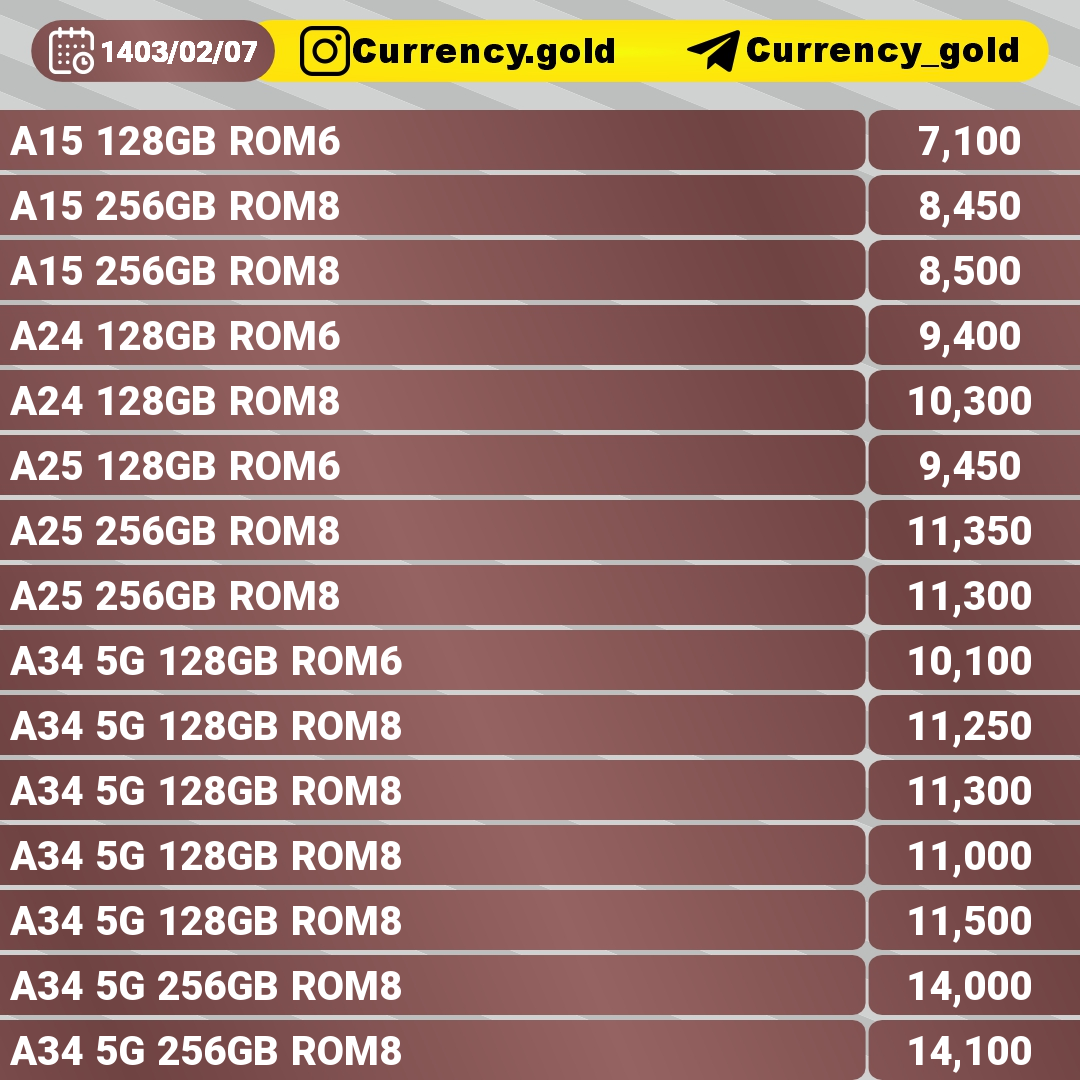 1403/02/07 Currency.gold Currency_gold
A15 128GB ROM6 7,100
A15 256GB ROM8 8,450
A15 256GB ROM8 8,500
A24 128GB ROM6 9,400
A24 128GB ROM8 10,300
A25 128GB ROM6 9,450
A25 256GB ROM8 11,350
A25 256GB ROM8 11,300
A34 5G 128GB ROM6 10,100
A34 5G 128GB ROM8 11,250
A34 5G 128GB ROM8 11,300
A34 5G 128GB ROM8 11,000
A34 5G 128GB ROM8 11,500
A34 5G 256GB ROM8 14,000
A34 5G 256GB ROM8 14,100